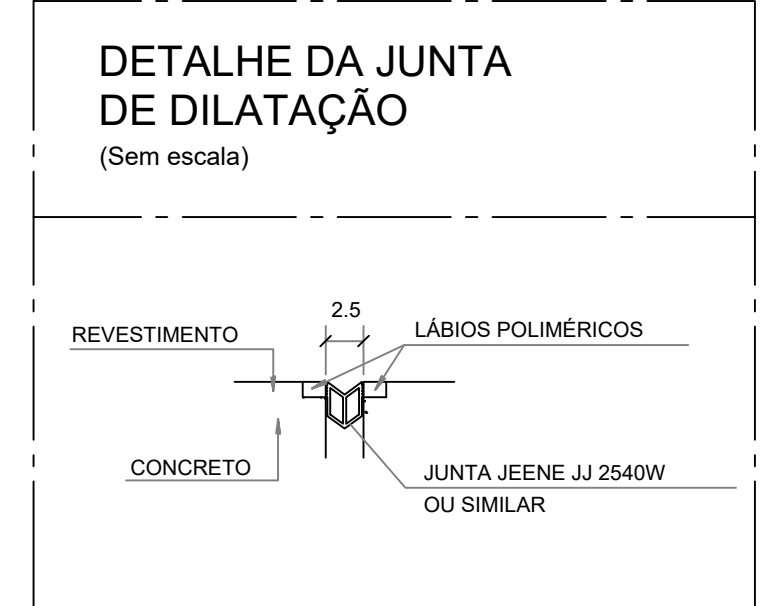 DETALHE DA JUNTA
DE DILATAÇÃO
(Sem escala)
2.5
REVESTIMENTO
LÁBIOS POLIMÉRICOS
CONCRETO
JUNTA JEENE JJ 2540W
OU SIMILAR